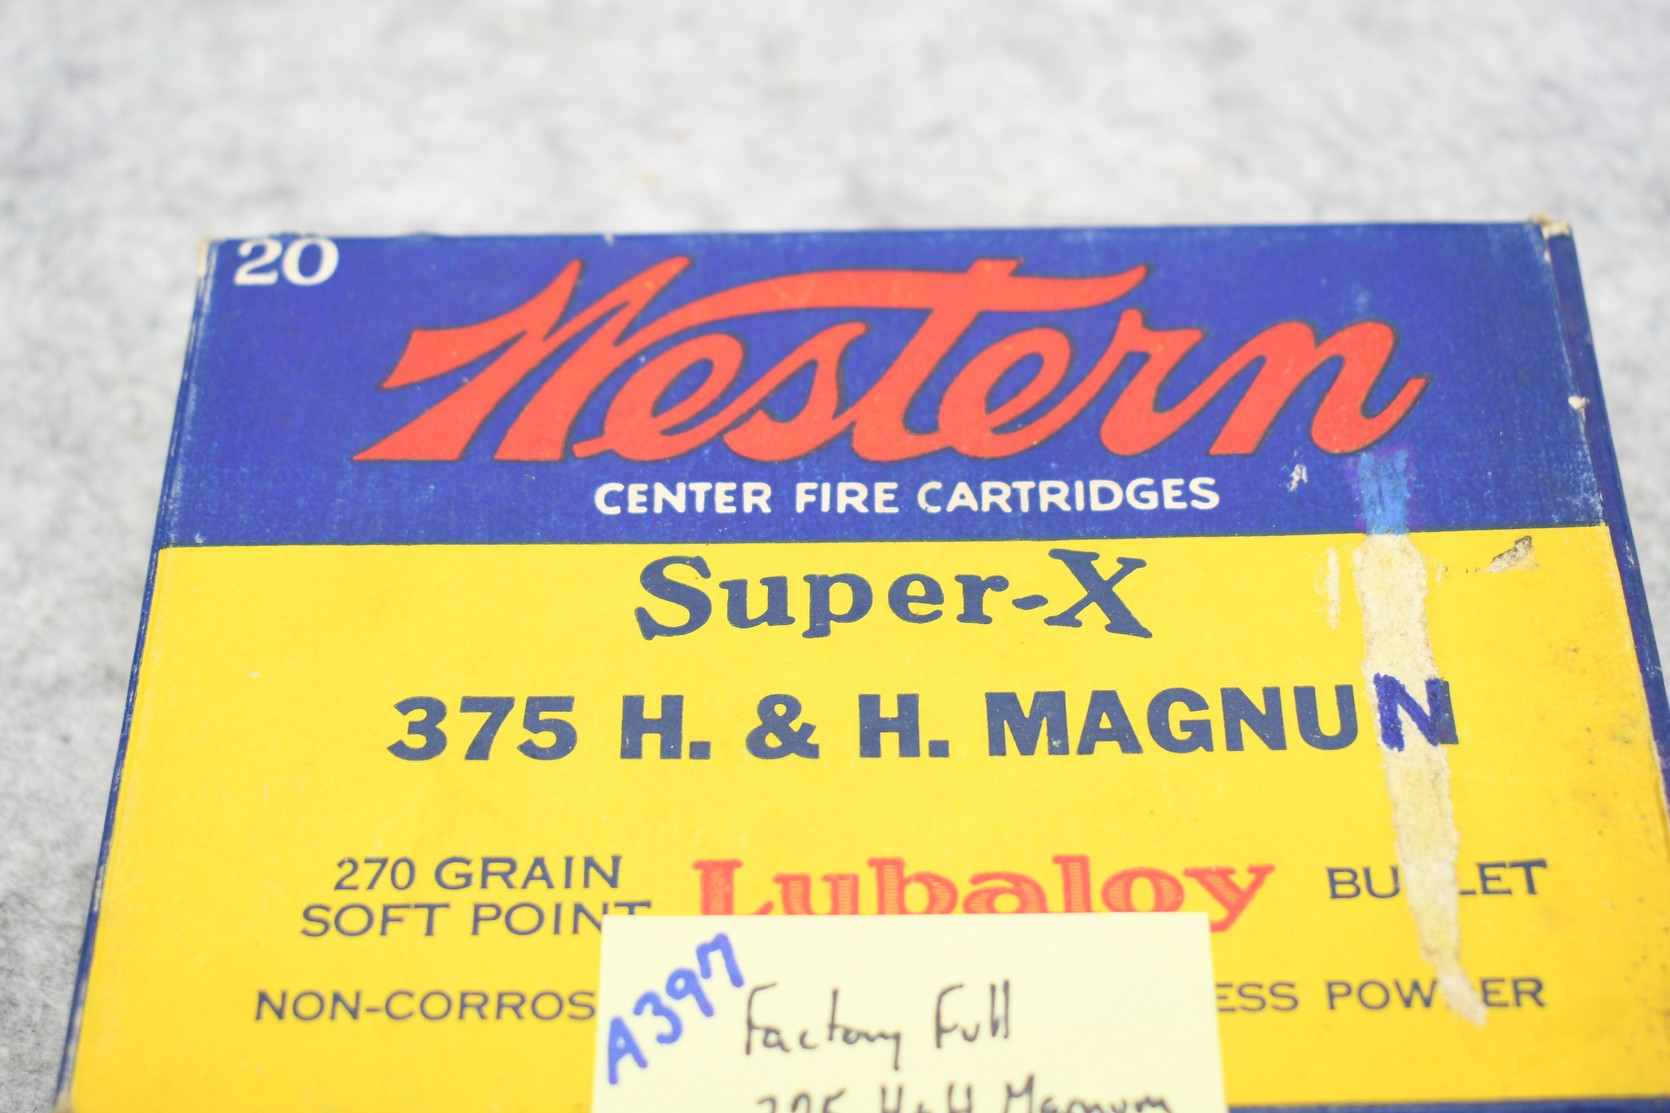 20
Western
CENTER FIRE CARTRIDGES
Super-X
375 H. & H. MAGNUN
270 GRAIN
SOFT POINT
Lubaloy
BU LET
NON-CORROS
ESS POW ER
A397
Factory Full
H&H Magnum